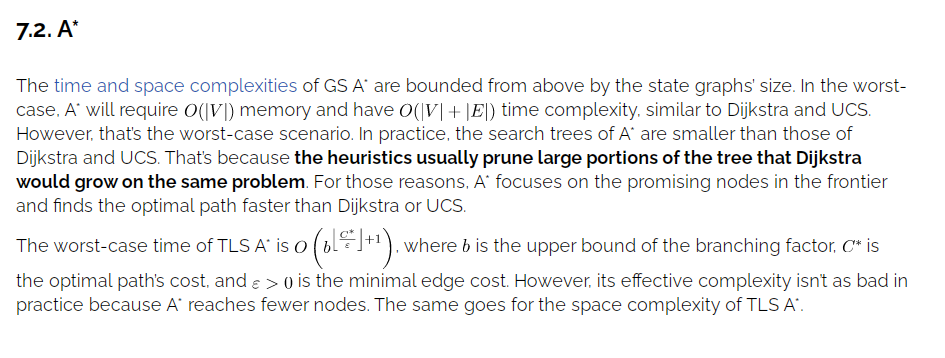 7.2. A*
The time and space complexities of GS A* are bounded from above by the state graphs' size. In the worst-
case, A* will require O(|V|) memory and have O(|V| + |E|) time complexity, similar to Dijkstra and UCS.
However, that's the worst-case scenario. In practice, the search trees of A* are smaller than those of
Dijkstra and UCS. That's because the heuristics usually prune large portions of the tree that Dijkstra
would grow on the same problem. For those reasons, A* focuses on the promising nodes in the frontier
and finds the optimal path faster than Dijkstra or UCS.
The worst-case time of TLS A* is O(b^{⌊C*/ε⌋+1}), where b is the upper bound of the branching factor, C* is
the optimal path's cost, and ε > 0 is the minimal edge cost. However, its effective complexity isn't as bad in
practice because A* reaches fewer nodes. The same goes for the space complexity of TLS A*.